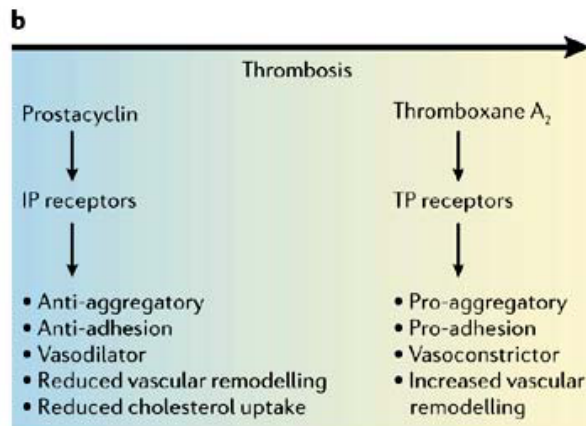 b
Thrombosis
Prostacyclin
IP receptors
• Anti-aggregatory
• Anti-adhesion
• Vasodilator
• Reduced vascular remodelling
• Reduced cholesterol uptake
Thromboxane A₂
TP receptors
• Pro-aggregatory
• Pro-adhesion
• Vasoconstrictor
• Increased vascular
remodelling